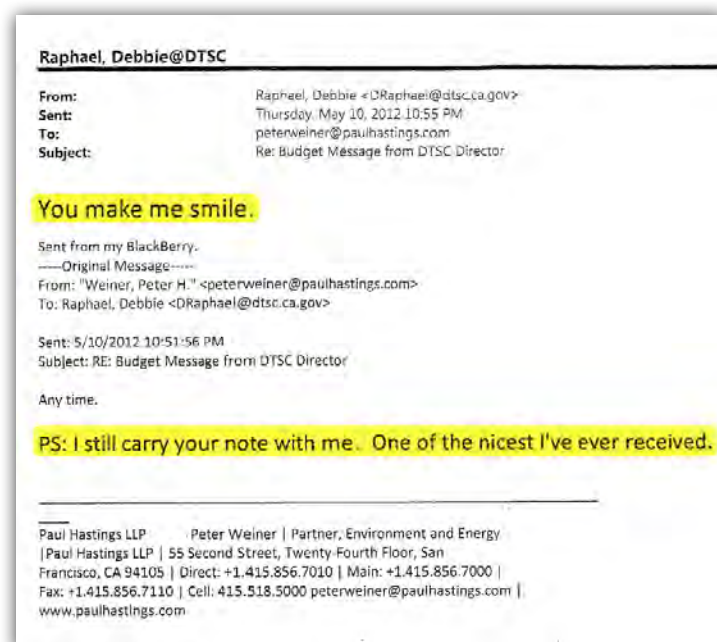 Raphael, Debbie@DTSC
From: Raphael, Debbie <DRaphael@dtsc.ca.gov>
Sent: Thursday, May 10, 2012 10:55 PM
To: peterweiner@paulhastings.com
Subject: Re: Budget Message from DTSC Director
You make me smile.
Sent from my BlackBerry.
-----Original Message-----
From: "Weiner, Peter H." <peterweiner@paulhastings.com>
To: Raphael, Debbie <DRaphael@dtsc.ca.gov>
Sent: 5/10/2012 10:51:56 PM
Subject: RE: Budget Message from DTSC Director
Any time.
PS: I still carry your note with me. One of the nicest I've ever received.
Paul Hastings LLP Peter Weiner | Partner, Environment and Energy
|Paul Hastings LLP | 55 Second Street, Twenty-Fourth Floor, San
Francisco, CA 94105 | Direct: +1.415.856.7010 | Main: +1.415.856.7000 |
Fax: +1.415.856.7110 | Cell: 415.518.5000 peterweiner@paulhastings.com |
www.paulhastings.com